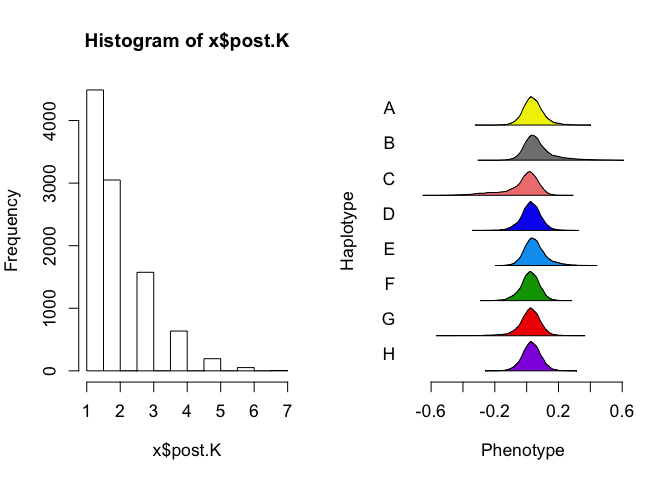 Histogram of x$post.K
Frequency
0
1000
2000
3000
4000
1 2 3 4 5 6 7
x$post.K
Haplotype
A
B
C
D
E
F
G
H
-0.6 -0.2 0.2 0.6
Phenotype